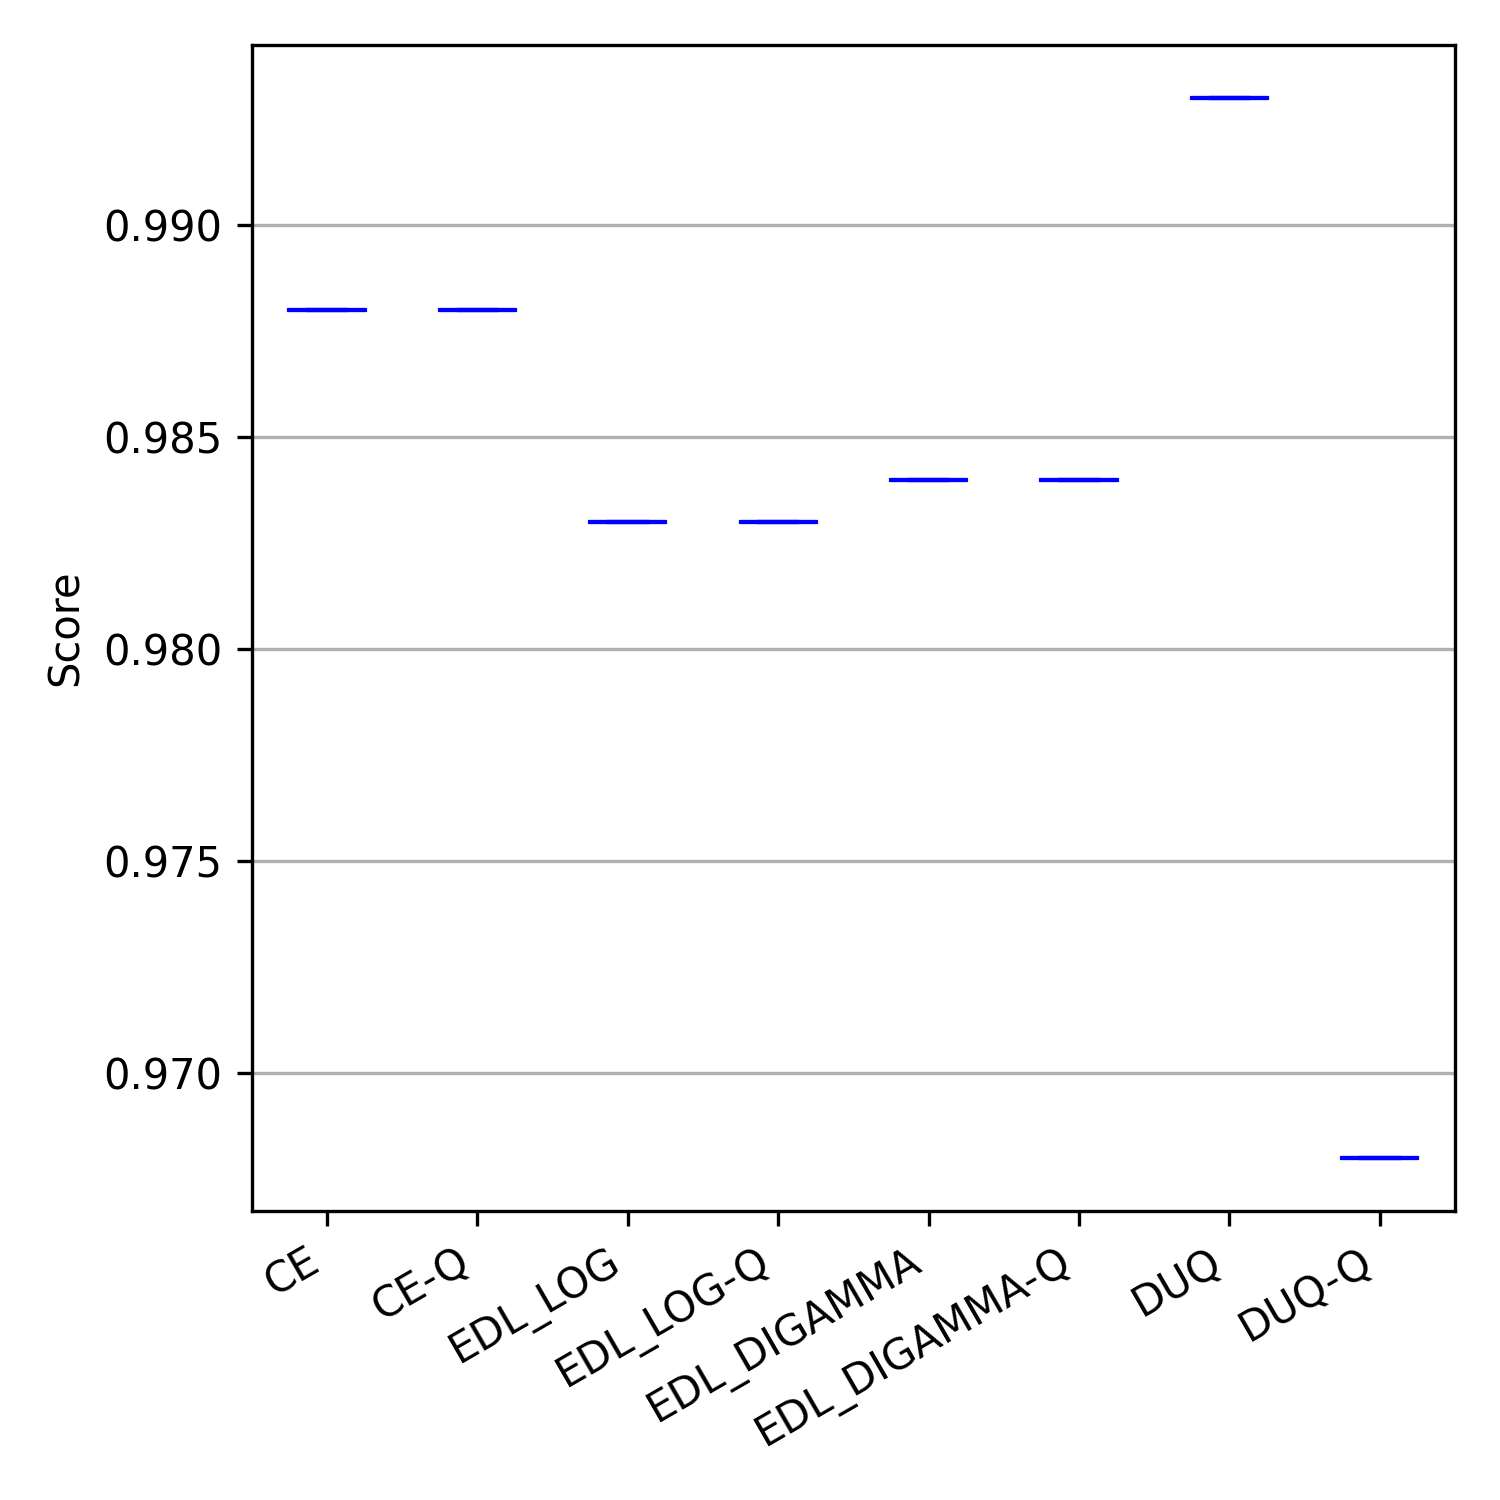 Score
0.990
0.985
0.980
0.975
0.970
CE
CE-Q
EDL_LOG
EDL_LOG-Q
EDL_DIGAMMA
EDL_DIGAMMA-Q
DUQ
DUQ-Q